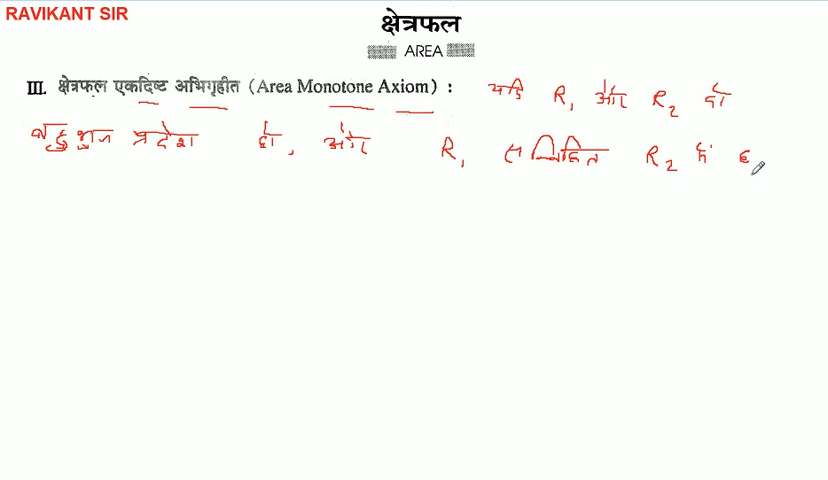 RAVIKANT SIR
क्षेत्रफल
AREA
III. क्षेत्रफल एकदिष्ट अभिगृहीत (Area Monotone Axiom) : यदि R₁ और R₂ दो
बहुभुज प्रदेश हो, और R₁ सन्निहित R₂ में ह